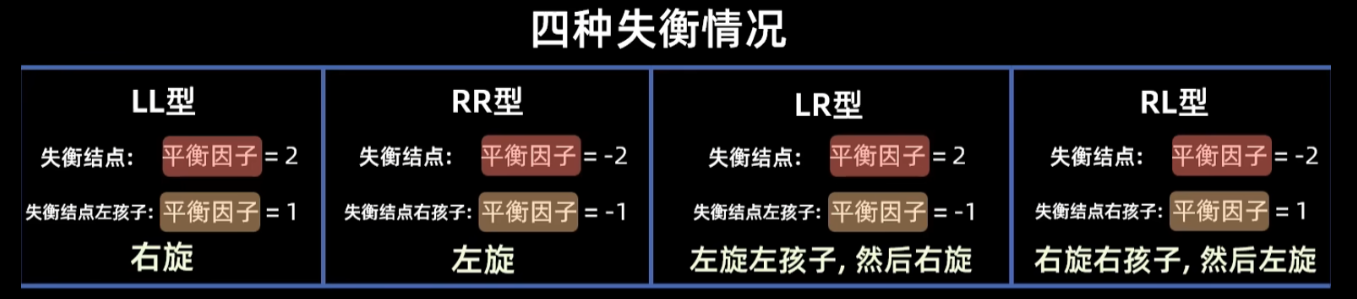 四种失衡情况
LL型
失衡结点: 平衡因子 = 2
失衡结点左孩子: 平衡因子 = 1
右旋
RR型
失衡结点: 平衡因子 = -2
失衡结点右孩子: 平衡因子 = -1
左旋
LR型
失衡结点: 平衡因子 = 2
失衡结点左孩子: 平衡因子 = -1
左旋左孩子, 然后右旋
RL型
失衡结点: 平衡因子 = -2
失衡结点右孩子: 平衡因子 = 1
右旋右孩子, 然后左旋